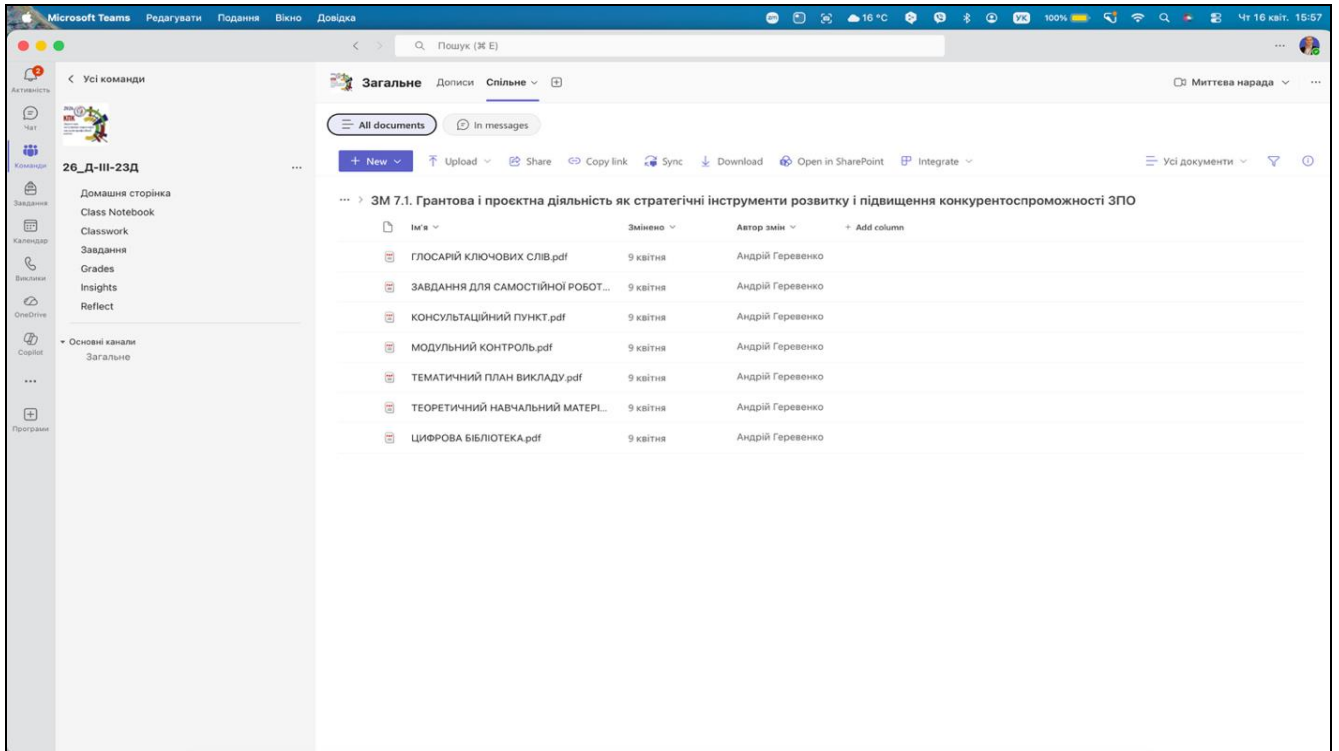 Microsoft Teams Редагувати Подання Вікно Довідка 16 °C УК 100% Чт 16 квіт. 15:57
Пошук (⌘ E)
2
Активність
Чат
Команди
Завдання
Календар
Виклики
OneDrive
Copilot
Програми
Усі команди
КПК
26_Д-ІІІ-23Д
Домашня сторінка
Class Notebook
Classwork
Завдання
Grades
Insights
Reflect
Основні канали
Загальне
Загальне Дописи Спільне Миттєва нарада
All documents In messages
+ New Upload Share Copy link Sync Download Open in SharePoint Integrate Усі документи
... > ЗМ 7.1. Грантова і проєктна діяльність як стратегічні інструменти розвитку і підвищення конкурентоспроможності ЗПО
Ім'я Змінено Автор змін + Add column
ГЛОСАРІЙ КЛЮЧОВИХ СЛІВ.pdf 9 квітня Андрій Геревенко
ЗАВДАННЯ ДЛЯ САМОСТІЙНОЇ РОБОТ... 9 квітня Андрій Геревенко
КОНСУЛЬТАЦІЙНИЙ ПУНКТ.pdf 9 квітня Андрій Геревенко
МОДУЛЬНИЙ КОНТРОЛЬ.pdf 9 квітня Андрій Геревенко
ТЕМАТИЧНИЙ ПЛАН ВИКЛАДУ.pdf 9 квітня Андрій Геревенко
ТЕОРЕТИЧНИЙ НАВЧАЛЬНИЙ МАТЕРІ... 9 квітня Андрій Геревенко
ЦИФРОВА БІБЛІОТЕКА.pdf 9 квітня Андрій Геревенко